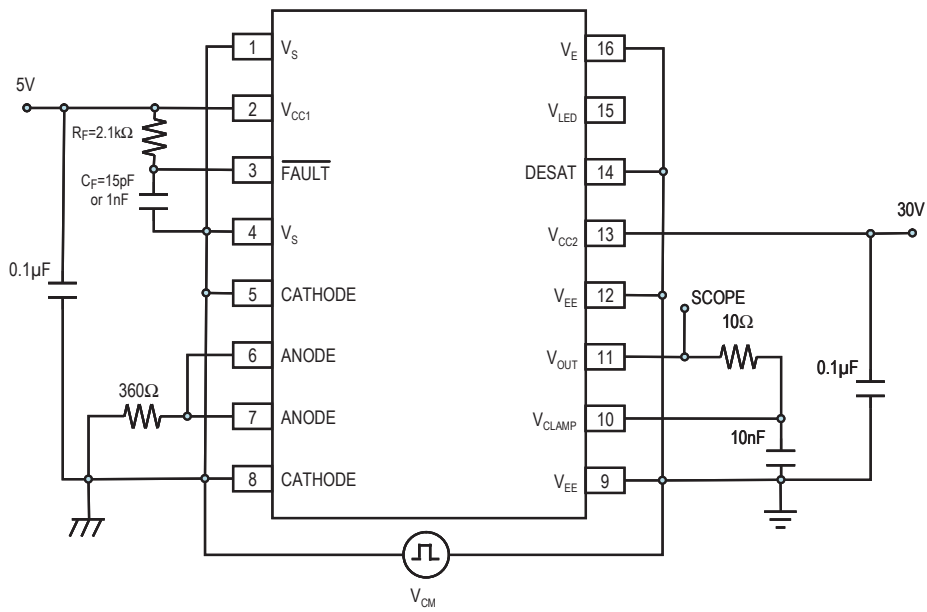 1 V_S
V_E 16
5V
2 V_CC1
V_LED 15
R_F=2.1kΩ
3 FAULT
DESAT 14
C_F=15pF
or 1nF
4 V_S
V_CC2 13
30V
0.1µF
5 CATHODE
V_EE 12
SCOPE
10Ω
6 ANODE
V_OUT 11
0.1µF
360Ω
7 ANODE
V_CLAMP 10
10nF
8 CATHODE
V_EE 9
V_CM